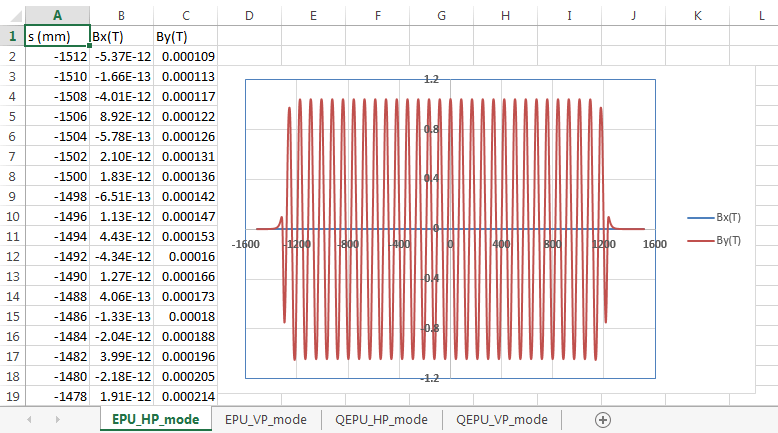 A B C D E F G H I J K L
1 s (mm) Bx(T) By(T)
2 -1512 -5.37E-12 0.000109
3 -1510 -1.66E-13 0.000113
4 -1508 -4.01E-12 0.000117
5 -1506 8.92E-12 0.000122
6 -1504 -5.78E-13 0.000126
7 -1502 2.10E-12 0.000131
8 -1500 1.83E-12 0.000136
9 -1498 -6.51E-13 0.000142
10 -1496 1.13E-12 0.000147
11 -1494 4.43E-12 0.000153
12 -1492 -4.34E-12 0.00016
13 -1490 1.27E-12 0.000166
14 -1488 4.06E-13 0.000173
15 -1486 -1.33E-13 0.00018
16 -1484 -2.04E-12 0.000188
17 -1482 3.99E-12 0.000196
18 -1480 -2.18E-12 0.000205
19 -1478 1.91E-12 0.000214
1.2
0.8
0.4
0
-0.4
-0.8
-1.2
-1600 -1200 -800 -400 0 400 800 1200 1600
Bx(T)
By(T)
EPU_HP_mode EPU_VP_mode QEPU_HP_mode QEPU_VP_mode